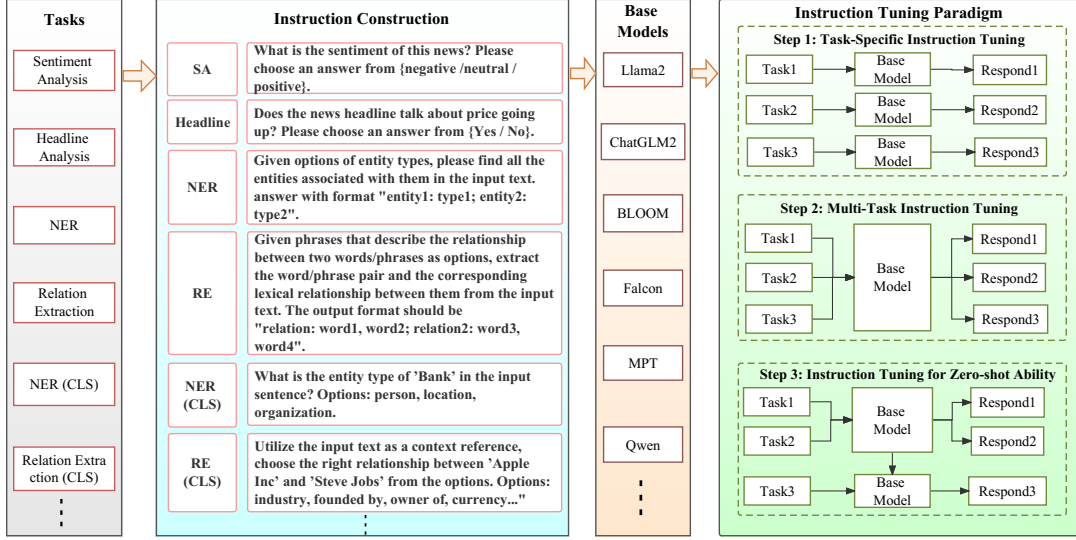 Tasks
Sentiment
Analysis
Headline
Analysis
NER
Relation
Extraction
NER (CLS)
Relation Extra
ction (CLS)
Instruction Construction
SA
What is the sentiment of this news? Please
choose an answer from {negative /neutral /
positive}.
Headline
Does the news headline talk about price going
up? Please choose an answer from {Yes / No}.
NER
Given options of entity types, please find all the
entities associated with them in the input text.
answer with format "entity1: type1; entity2:
type2".
RE
Given phrases that describe the relationship
between two words/phrases as options, extract
the word/phrase pair and the corresponding
lexical relationship between them from the input
text. The output format should be
"relation: word1, word2; relation2: word3,
word4".
NER
(CLS)
What is the entity type of 'Bank' in the input
sentence? Options: person, location,
organization.
RE
(CLS)
Utilize the input text as a context reference,
choose the right relationship between 'Apple
Inc' and 'Steve Jobs' from the options. Options:
industry, founded by, owner of, currency..."
Base
Models
Llama2
ChatGLM2
BLOOM
Falcon
MPT
Qwen
Instruction Tuning Paradigm
Step 1: Task-Specific Instruction Tuning
Task1
Base
Model
Respond1
Task2
Base
Model
Respond2
Task3
Base
Model
Respond3
Step 2: Multi-Task Instruction Tuning
Task1
Task2
Task3
Base
Model
Respond1
Respond2
Respond3
Step 3: Instruction Tuning for Zero-shot Ability
Task1
Task2
Base
Model
Respond1
Respond2
Task3
Base
Model
Respond3